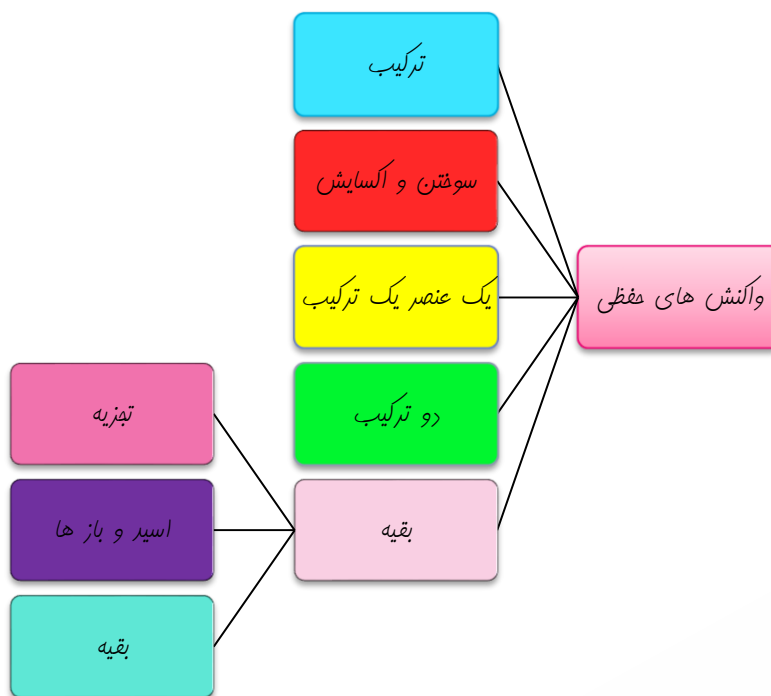 واکنش های حفظی
ترکیب
سوختن و اکسایش
یک عنصر یک ترکیب
دو ترکیب
بقیه
تجزیه
اسید و باز ها
بقیه